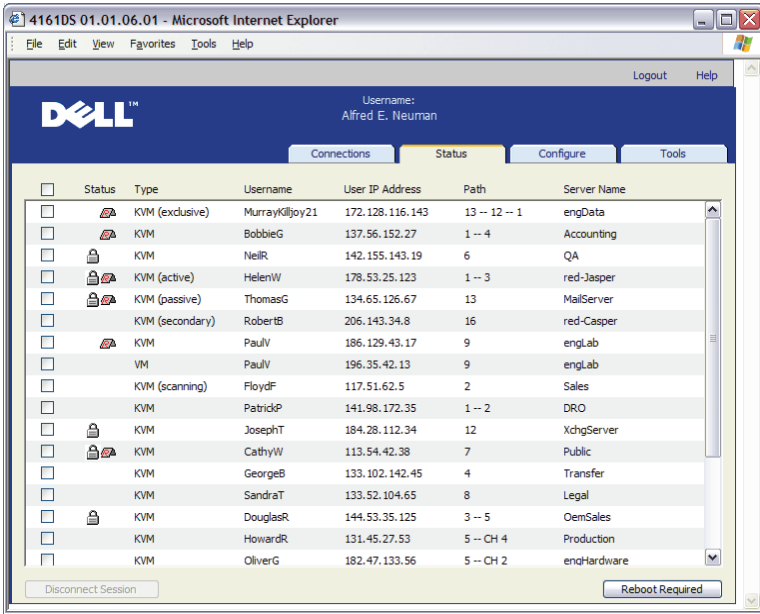 4161DS 01.01.06.01 - Microsoft Internet Explorer
File Edit View Favorites Tools Help
Logout Help
DELL™
Username:
Alfred E. Neuman
Connections Status Configure Tools
Status Type Username User IP Address Path Server Name
KVM (exclusive) MurrayKilljoy21 172.128.116.143 13 -- 12 -- 1 engData
KVM BobbieG 137.56.152.27 1 -- 4 Accounting
KVM NeilR 142.155.143.19 6 QA
KVM (active) HelenW 178.53.25.123 1 -- 3 red-Jasper
KVM (passive) ThomasG 134.65.126.67 13 MailServer
KVM (secondary) RobertB 206.143.34.8 16 red-Casper
KVM PaulV 186.129.43.17 9 engLab
VM PaulV 196.35.42.13 9 engLab
KVM (scanning) FloydF 117.51.62.5 2 Sales
KVM PatrickP 141.98.172.35 1 -- 2 DRO
KVM JosephT 184.28.112.34 12 XchgServer
KVM CathyW 113.54.42.38 7 Public
KVM GeorgeB 133.102.142.45 4 Transfer
KVM SandraT 133.52.104.65 8 Legal
KVM DouglasR 144.53.35.125 3 -- 5 OemSales
KVM HowardR 131.45.27.53 5 -- CH 4 Production
KVM OliverG 182.47.133.56 5 -- CH 2 engHardware
Disconnect Session Reboot Required